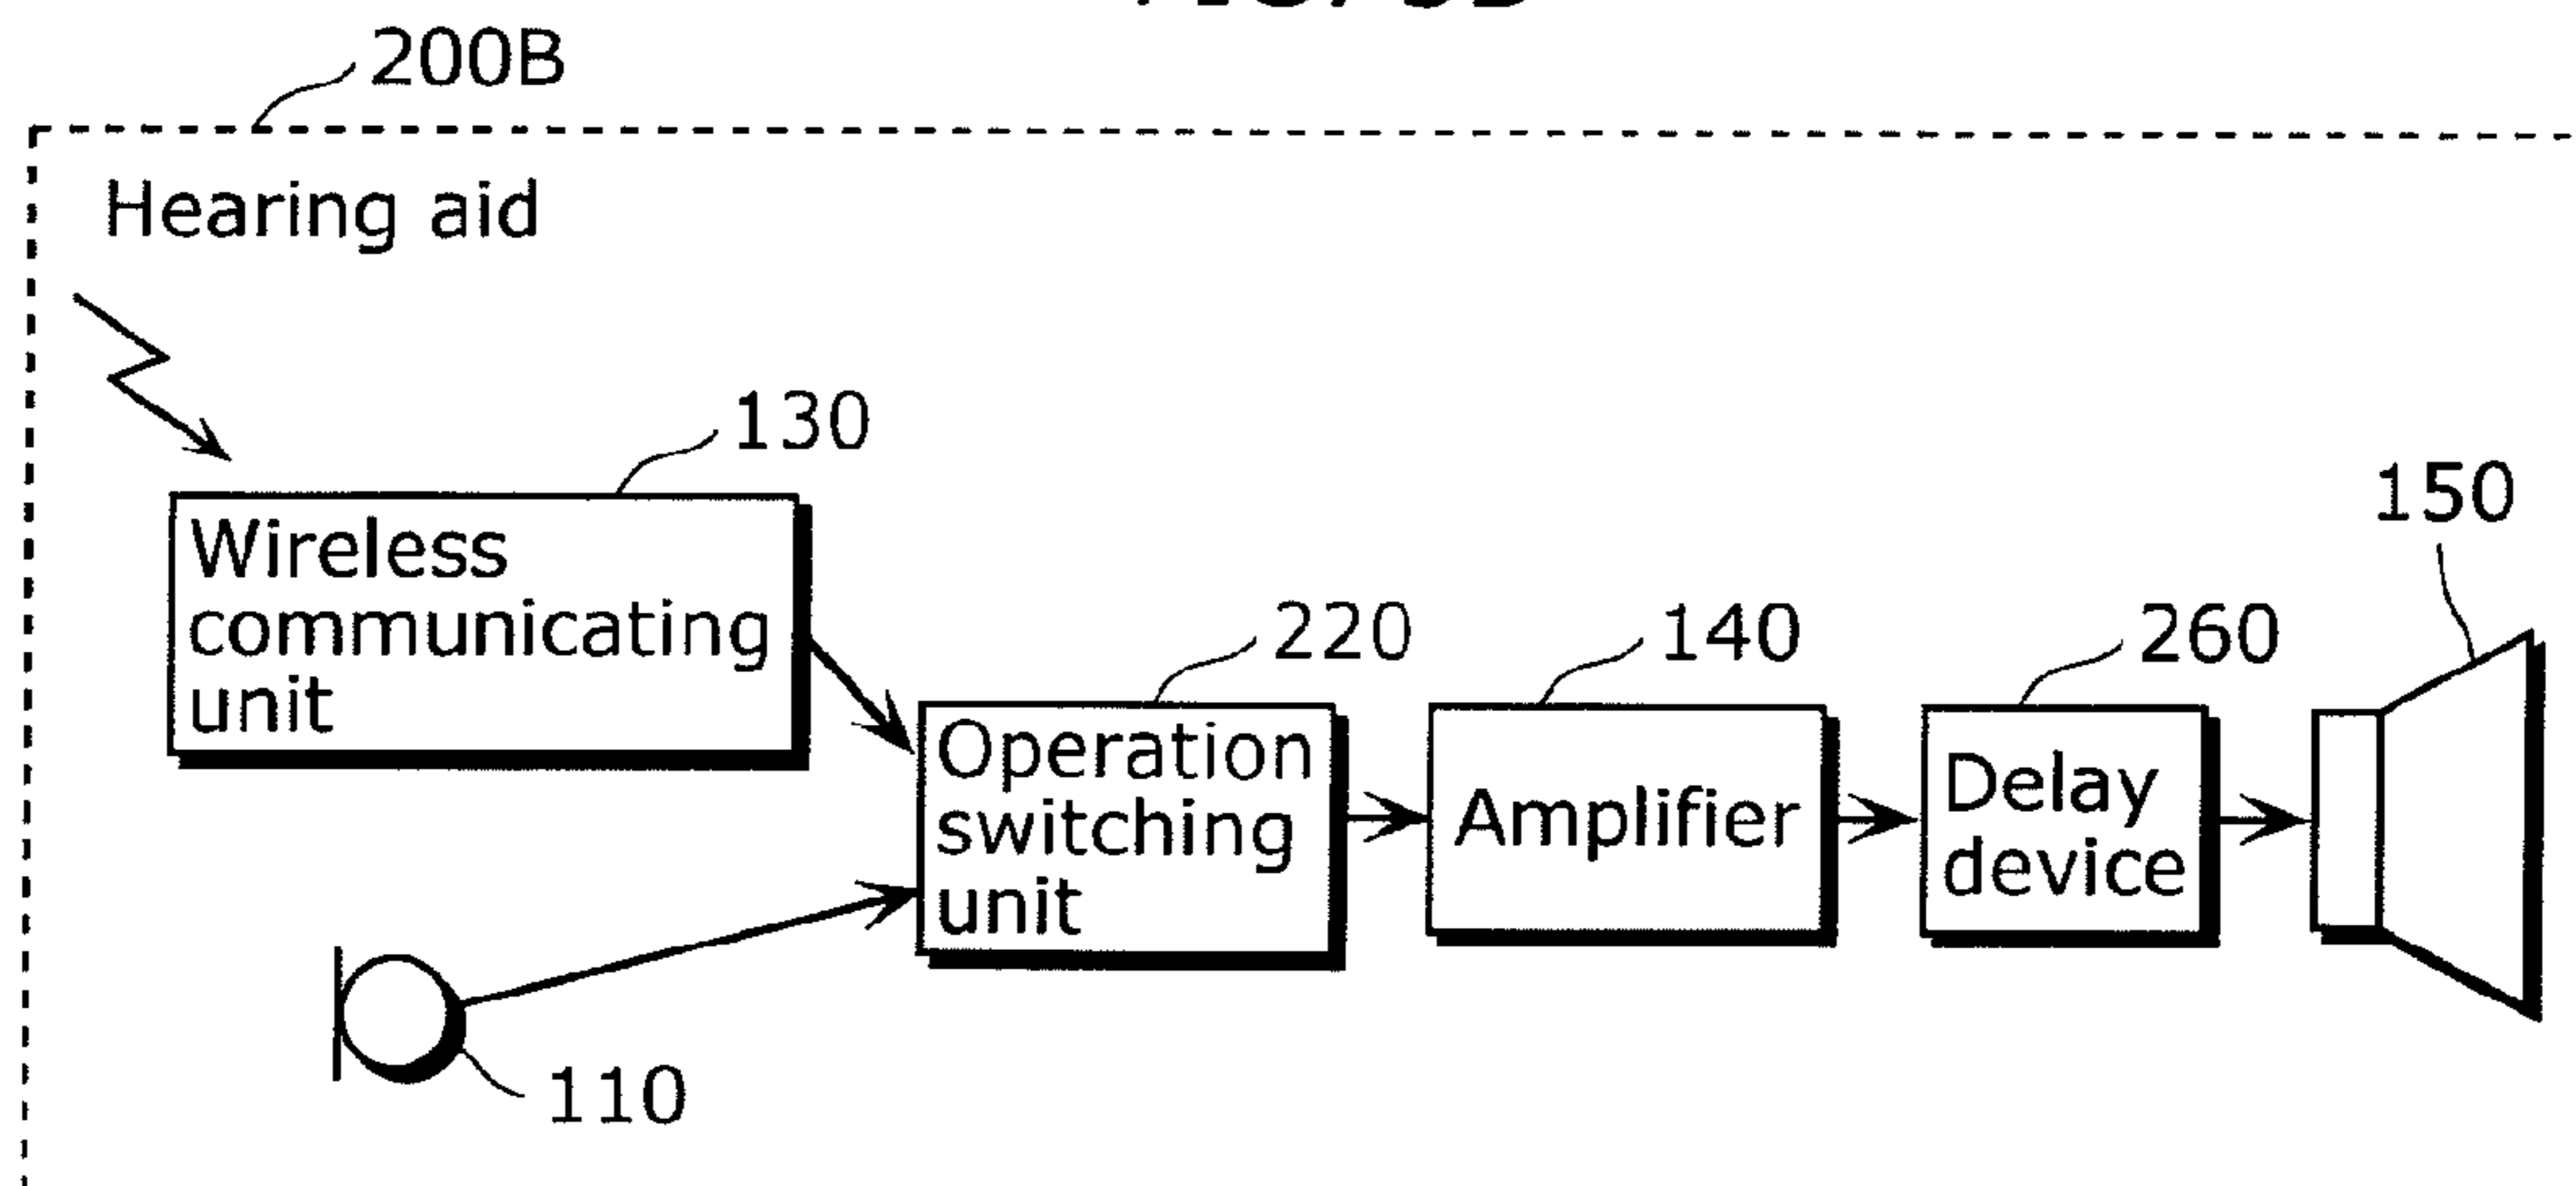 200B
Hearing aid
130
Wireless
communicating
unit
150
220
140
260
Operation
switching
unit
Amplifier
Delay
device
110